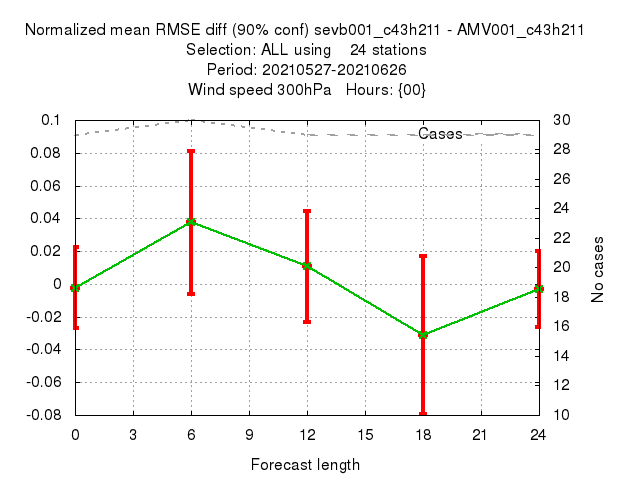 Normalized mean RMSE diff (90% conf) sevb001_c43h211 - AMV001_c43h211
Selection: ALL using    24 stations
Period: 20210527-20210626
Wind speed 300hPa   Hours: {00}
0.1
0.08
0.06
0.04
0.02
0
-0.02
-0.04
-0.06
-0.08
Cases
30
28
26
24
22
20
18
16
14
12
10
No cases
0 3 6 9 12 15 18 21 24
Forecast length